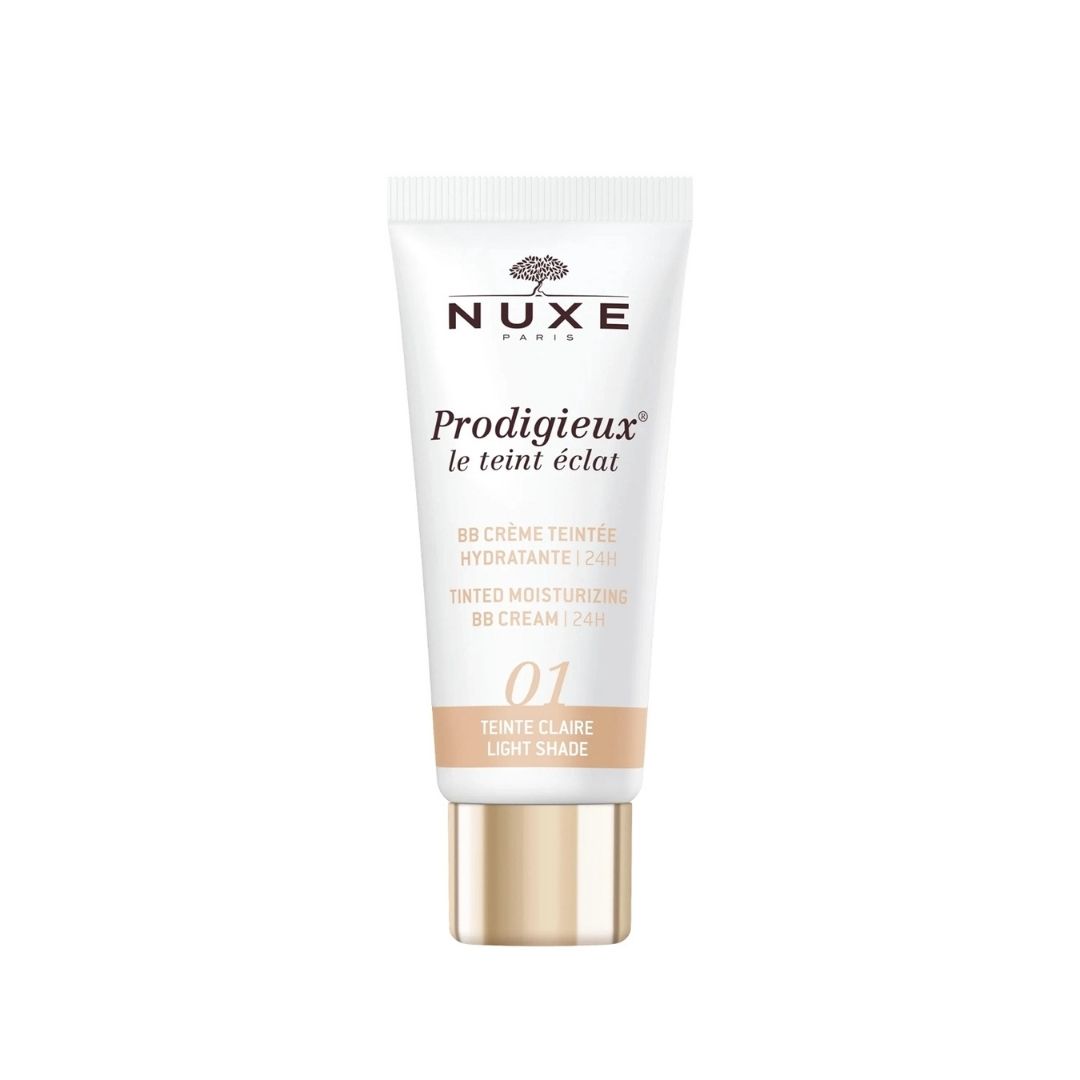 NUXE
PARIS
Prodigieux®
le teint éclat
BB CRÈME TEINTÉE
HYDRATANTE | 24H
TINTED MOISTURIZING
BB CREAM | 24H
01
TEINTE CLAIRE
LIGHT SHADE